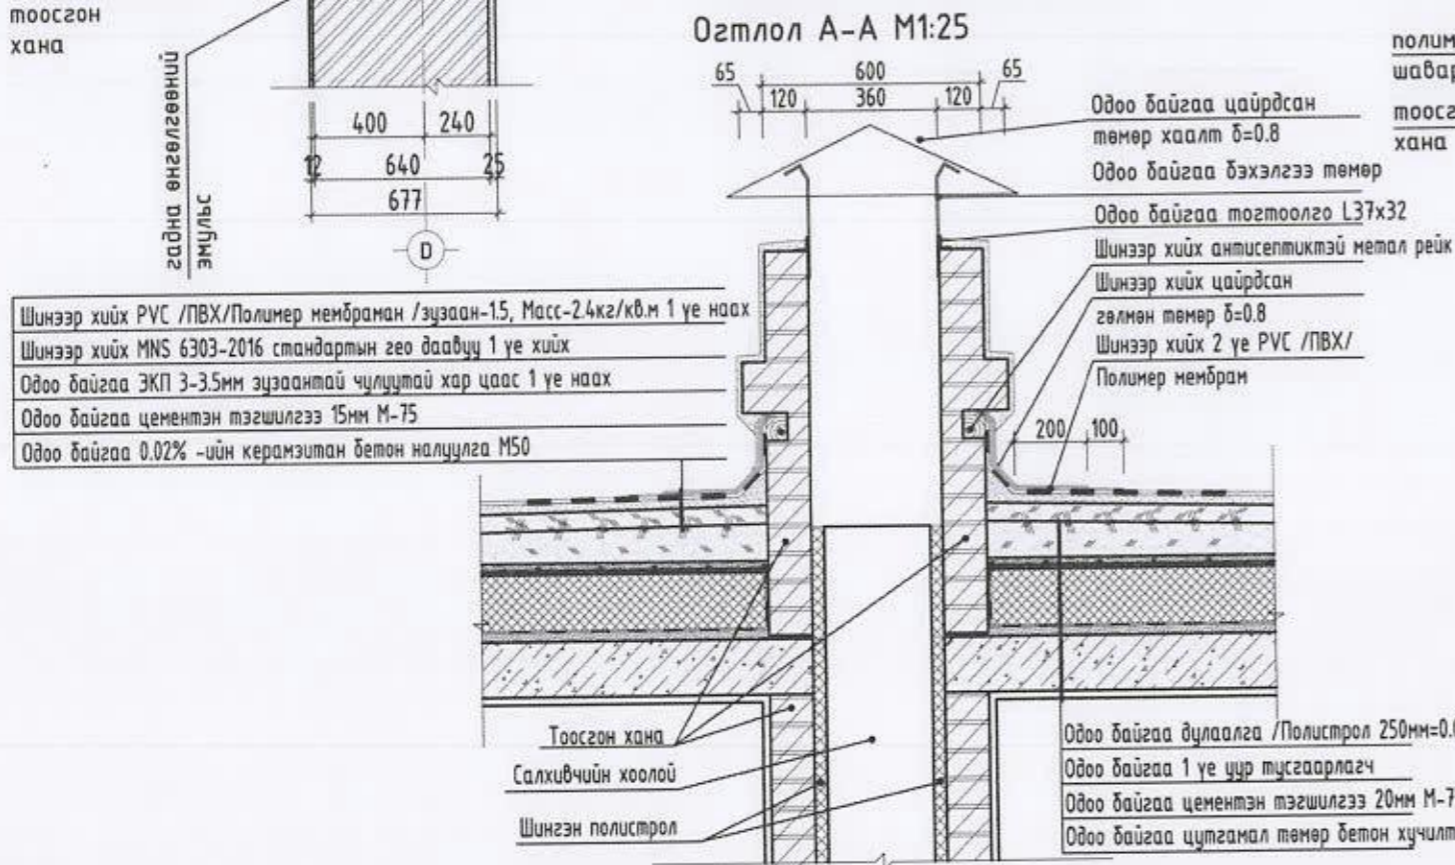 тоосгон
хана
гадна өнгөлгөөний
эмульс
400 240
12 640 25
677
D
Огтлол А-А М1:25
65 600 65
120 360 120
Одоо байгаа цайрдсан
төмөр хаалт δ=0.8
Одоо байгаа бэхэлгээ төмөр
Одоо байгаа тогтоолго L37x32
Шинээр хийх антисептиктэй метал рейк
Шинээр хийх цайрдсан
гөлмөн төмөр δ=0.8
Шинээр хийх 2 үе PVC /ПВХ/
Полимер мембрам
200 100
хана
Шинээр хийх PVC /ПВХ/Полимер мембраман /зузаан-1.5, Масс-2.4кг/кв.м 1 үе наах
Шинээр хийх MNS 6303-2016 стандартын гео даавуу 1 үе хийх
Одоо байгаа ЭКП 3-3.5мм зузаантай чулуутай хар цаас 1 үе наах
Одоо байгаа цементэн тэгшилгээ 15мм М-75
Одоо байгаа 0.02% -ийн керамзитан бетон налуулга М50
Тоосгон хана
Салхивчийн хоолой
Шингэн полистрол
Одоо байгаа дулаалга /Полистрол 250мм=0.
Одоо байгаа 1 үе уур тусгаарлагч
Одоо байгаа цементэн тэгшилгээ 20мм М-7
Одоо байгаа цутгамал төмөр бетон хучилт